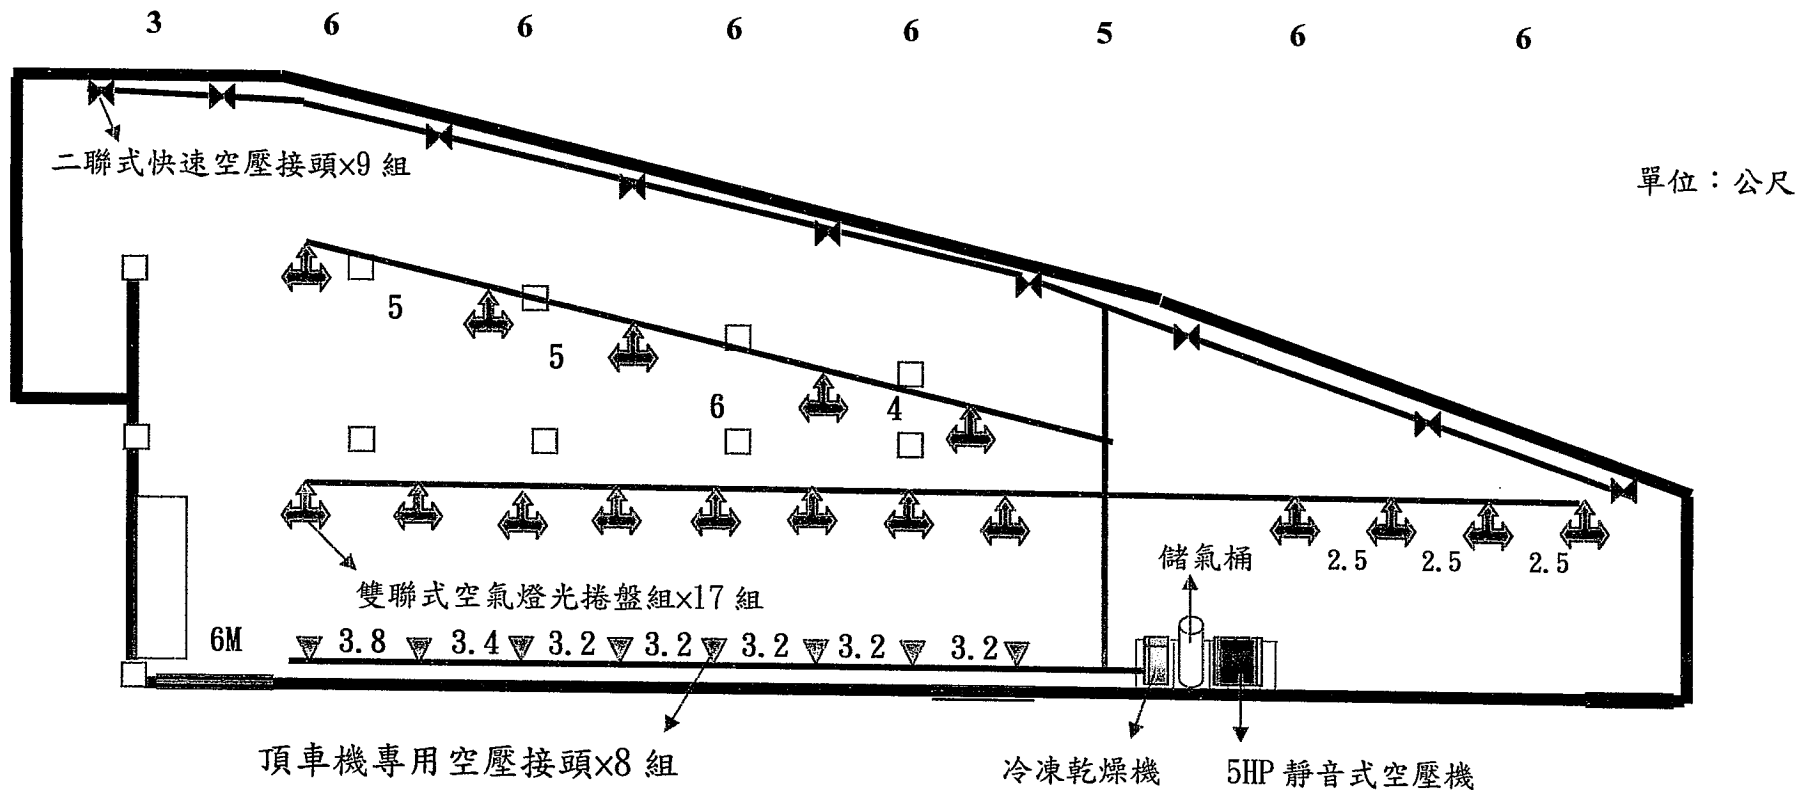 3 6 6 6 6 5 6 6
二聯式快速空壓接頭×9 組
單位：公尺
5
5
6 4
儲氣桶
2.5 2.5 2.5
雙聯式空氣燈光捲盤組×17 組
6M 3.8 3.4 3.2 3.2 3.2 3.2 3.2
頂車機專用空壓接頭×8 組
冷凍乾燥機 5HP 靜音式空壓機